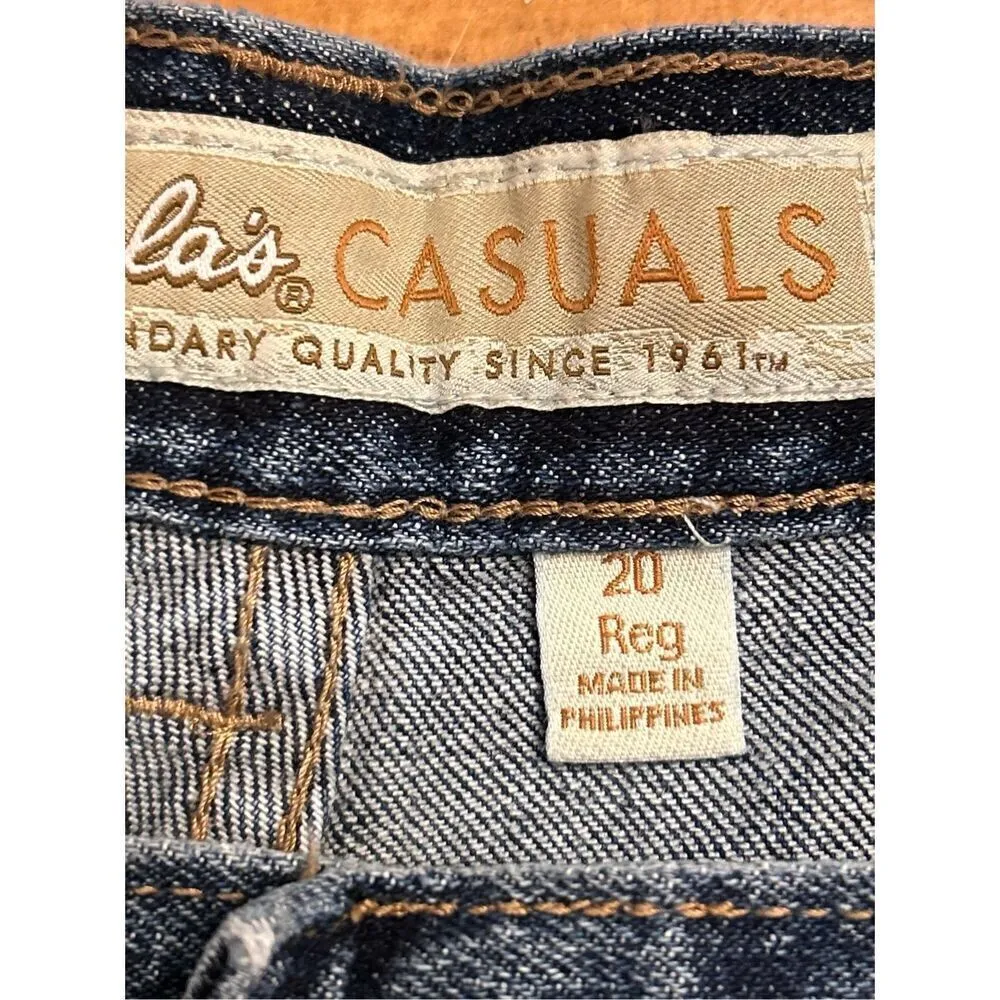 la's® CASUALS
NDARY QUALITY SINCE 1961™
20
Reg
MADE IN
PHILIPPINES